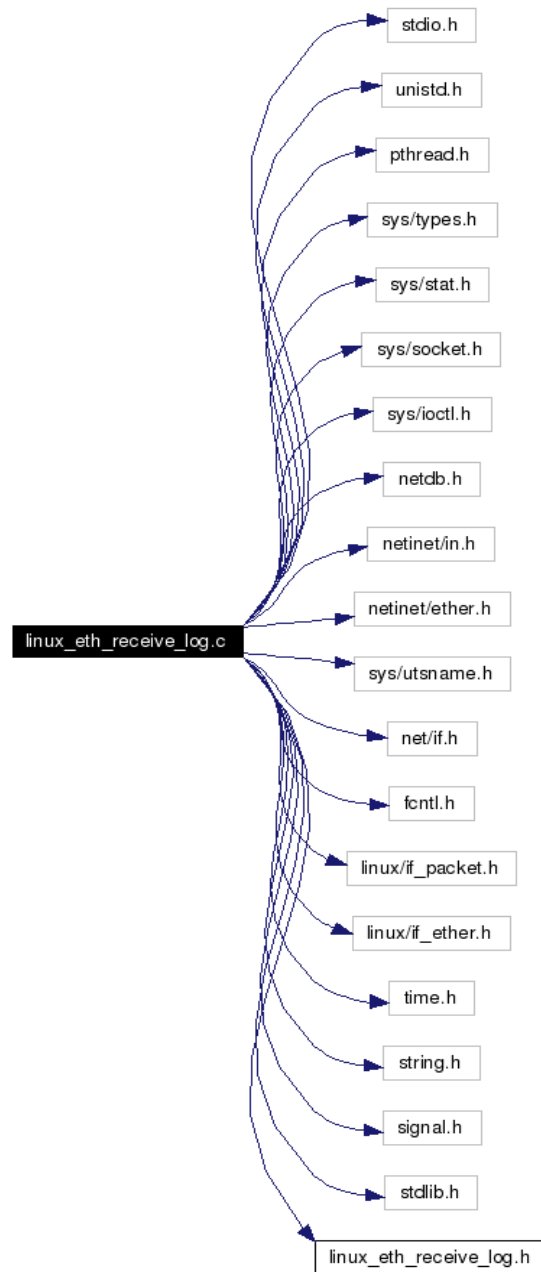 stdio.h
unistd.h
pthread.h
sys/types.h
sys/stat.h
sys/socket.h
sys/ioctl.h
netdb.h
netinet/in.h
netinet/ether.h
linux_eth_receive_log.c
sys/utsname.h
net/if.h
fcntl.h
linux/if_packet.h
linux/if_ether.h
time.h
string.h
signal.h
stdlib.h
linux_eth_receive_log.h